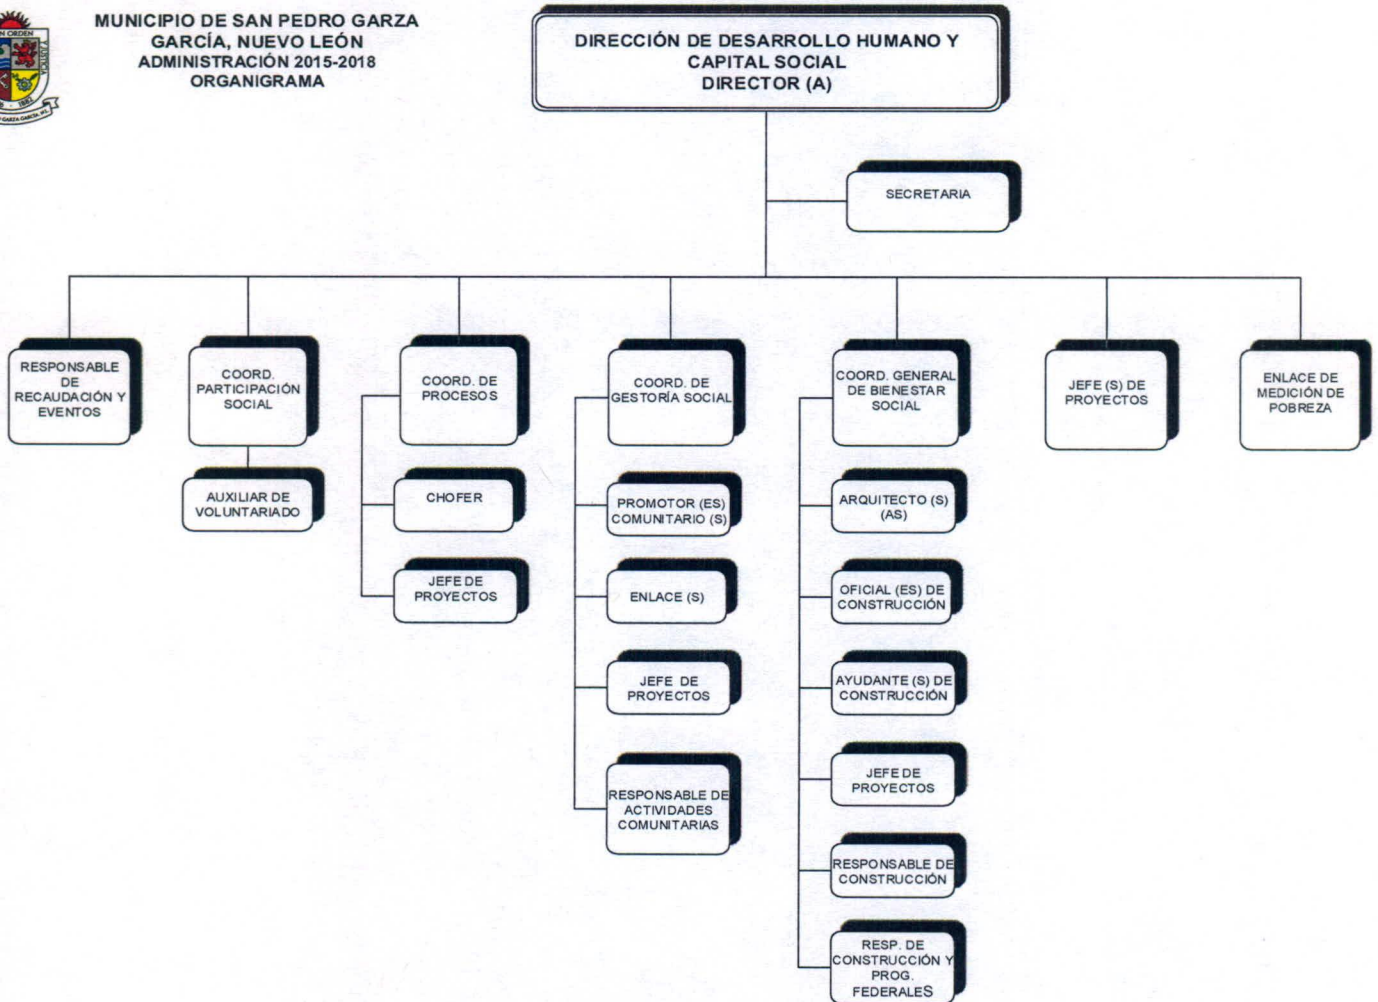 MUNICIPIO DE SAN PEDRO GARZA
GARCÍA, NUEVO LEÓN
ADMINISTRACIÓN 2015-2018
ORGANIGRAMA
DIRECCIÓN DE DESARROLLO HUMANO Y
CAPITAL SOCIAL
DIRECTOR (A)
SECRETARIA
RESPONSABLE
DE
RECAUDACIÓN Y
EVENTOS
COORD.
PARTICIPACIÓN
SOCIAL
AUXILIAR DE
VOLUNTARIADO
COORD. DE
PROCESOS
CHOFER
JEFE DE
PROYECTOS
COORD. DE
GESTORÍA SOCIAL
PROMOTOR (ES)
COMUNITARIO (S)
ENLACE (S)
JEFE DE
PROYECTOS
RESPONSABLE DE
ACTIVIDADES
COMUNITARIAS
COORD. GENERAL
DE BIENESTAR
SOCIAL
ARQUITECTO (S)
(AS)
OFICIAL (ES) DE
CONSTRUCCIÓN
AYUDANTE (S) DE
CONSTRUCCIÓN
JEFE DE
PROYECTOS
RESPONSABLE DE
CONSTRUCCIÓN
RESP. DE
CONSTRUCCIÓN Y
PROG.
FEDERALES
JEFE (S) DE
PROYECTOS
ENLACE DE
MEDICIÓN DE
POBREZA